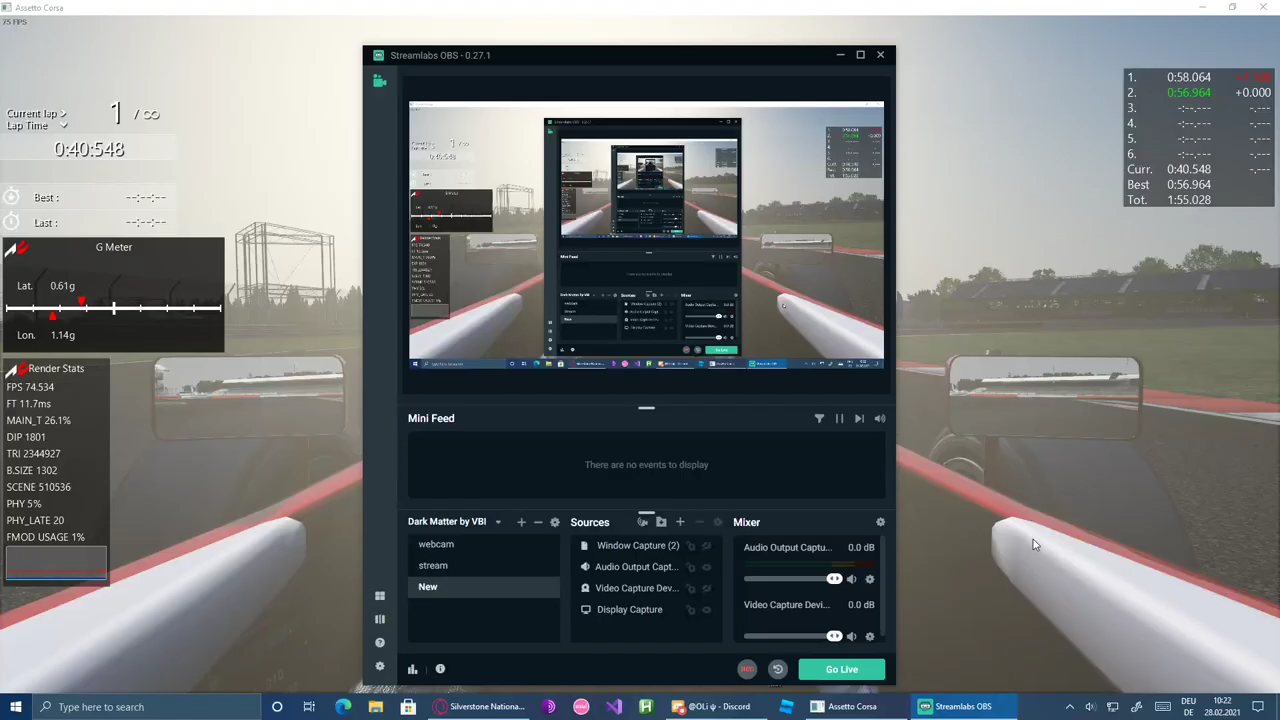 Assetto Corsa
75 FPS
Current lap
Lap Time
1 / ∞
0:40:548
Best : --:--:--
Last : --:--:--
G Meter
Lat. 0.61g
on. 1.14g
Render Stats
FPS 74.534
FT 11.7ms
MAIN_T 26.1%
DIP 1801
TRI 2344927
B.SIZE 1302
SCENE 510536
PHY 5%
PHY_LATE 20
FMOD USAGE 1%
Streamlabs OBS - 0.27.1
Mini Feed
There are no events to display
Dark Matter by VBI
webcam
stream
New
Sources
Window Capture (2)
Audio Output Capt...
Video Capture Dev...
Display Capture
Mixer
Audio Output Captu... 0.0 dB
Video Capture Devi... 0.0 dB
REC
Go Live
1. 0:58.064
2. 0:56.964 +0.000
3. -:--.--- -.---
4. -:--.--- -.---
5. -:--.--- -.---
6. -:--.--- -.---
Curr. 0:40.548 -.---
Best 0:56.964
Tot. 1:55.028
Type here to search
Silverstone Nationa...
@OLi ψ - Discord
Assetto Corsa
Streamlabs OBS
DEU
DE
10:22
28.02.2021